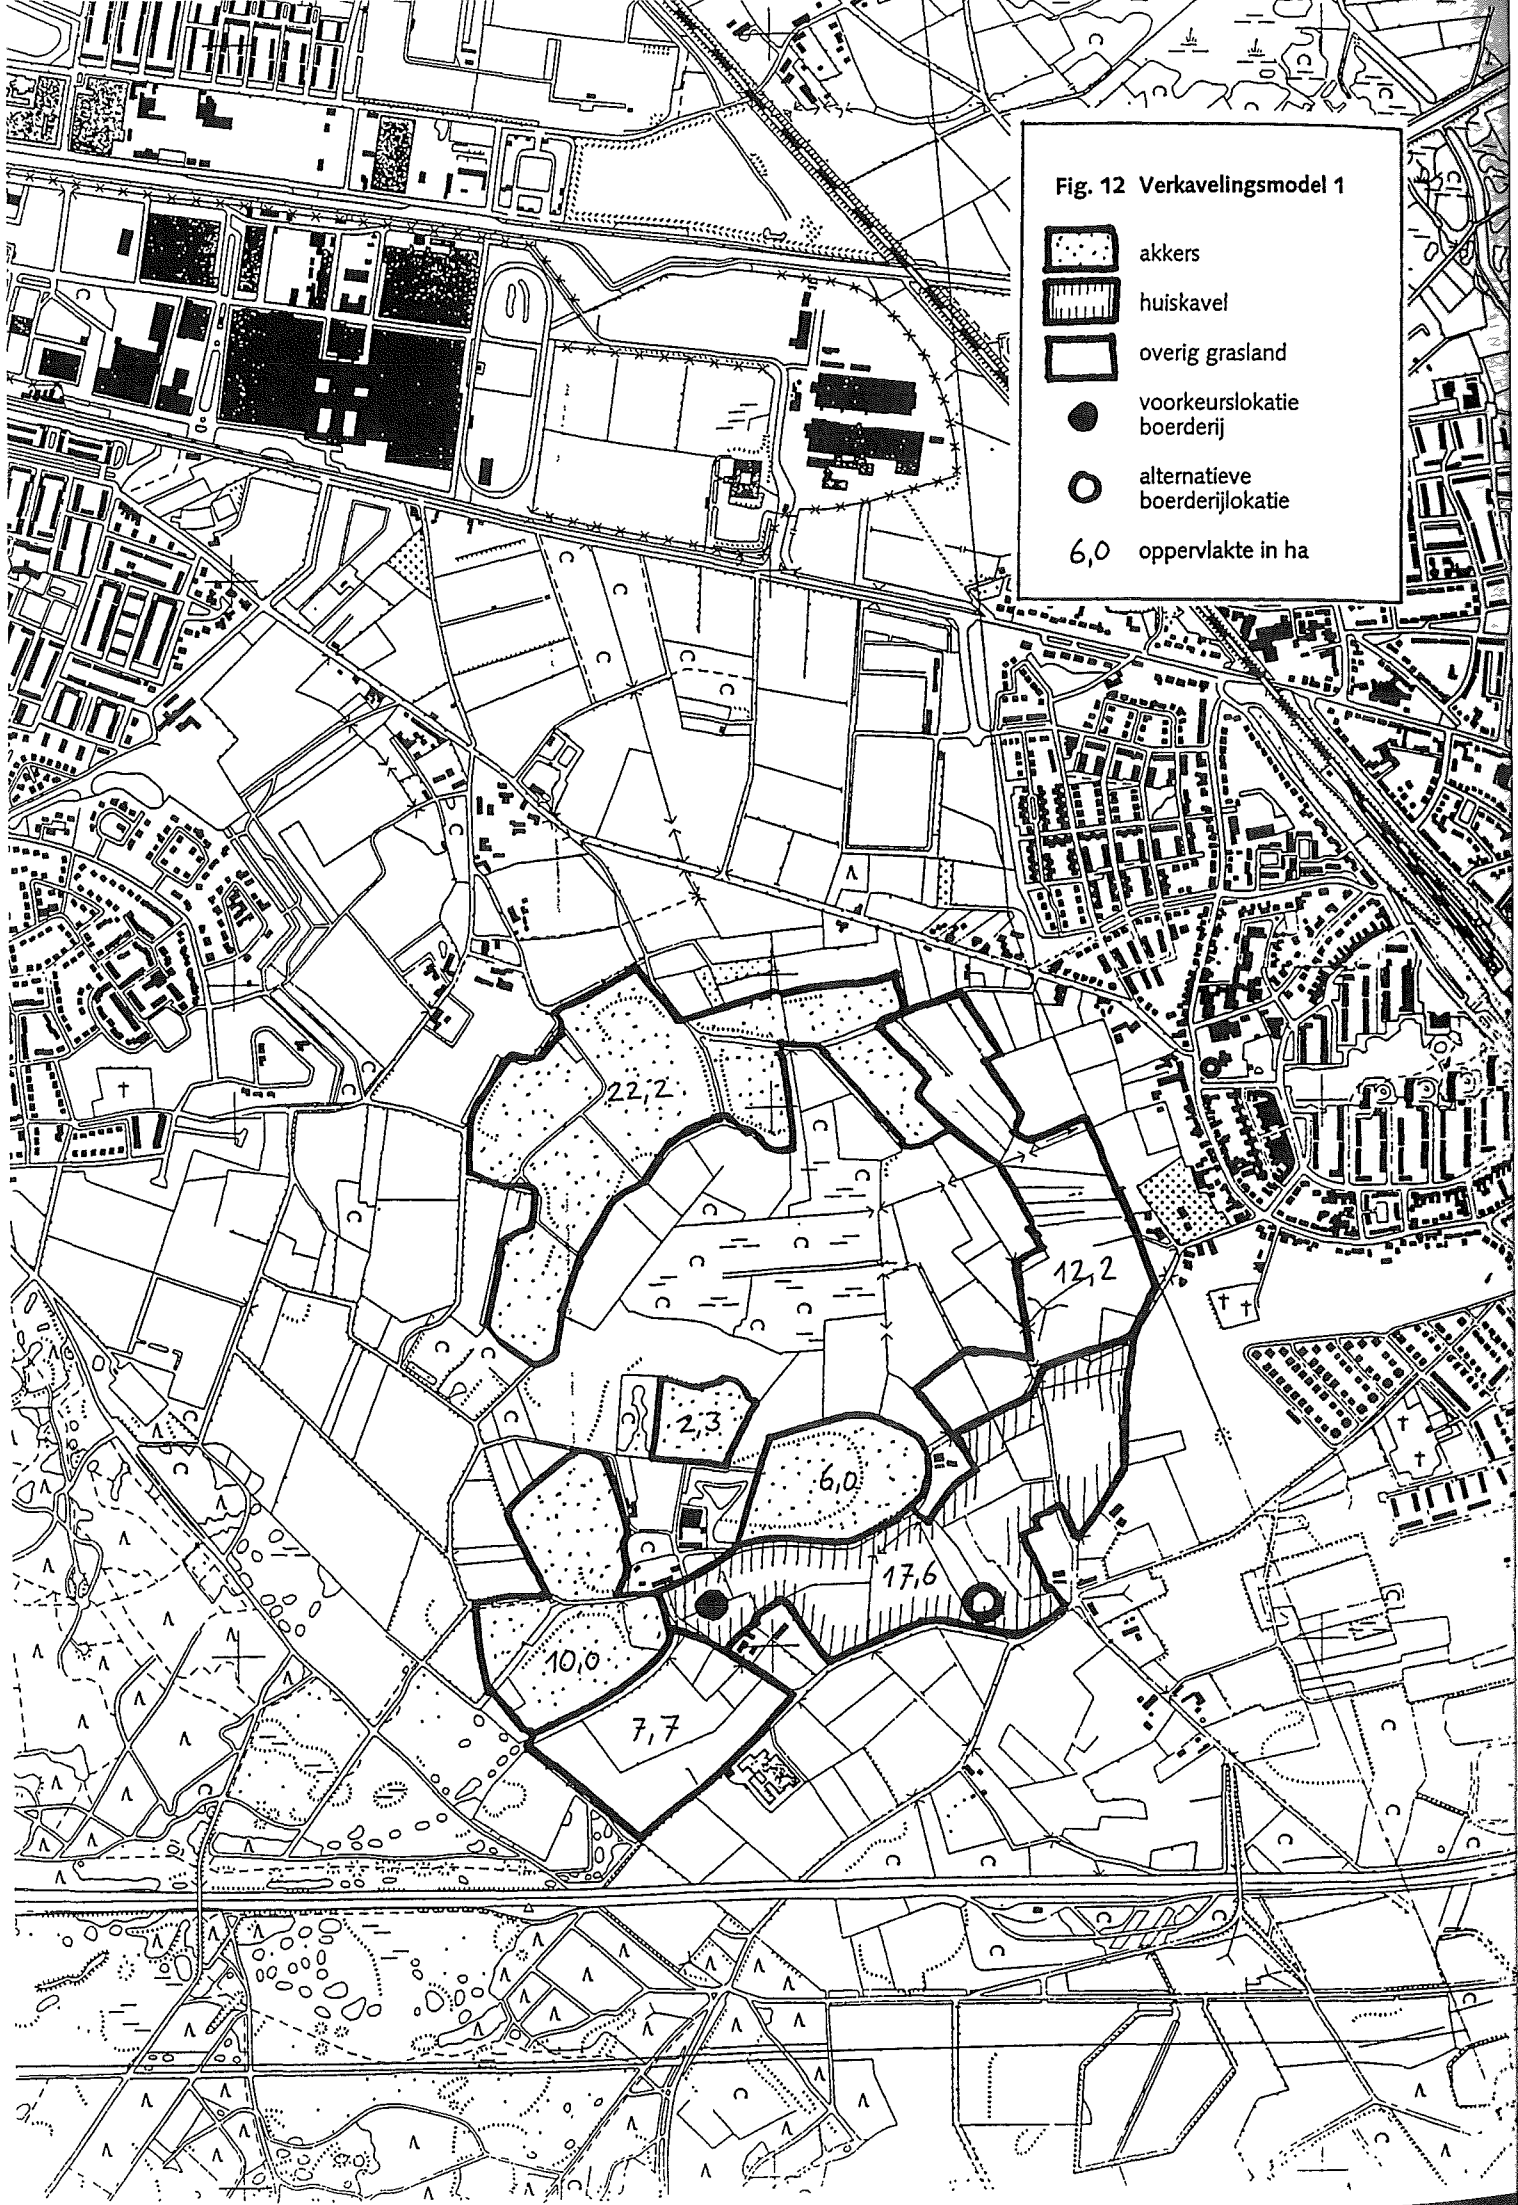 Fig. 12 Verkavelingsmodel 1
akkers
huiskavel
overig grasland
voorkeurslokatie
boerderij
alternatieve
boerderijlokatie
6,0 oppervlakte in ha
22,2
12,2
2,3
6,0
17,6
10,0
7,7